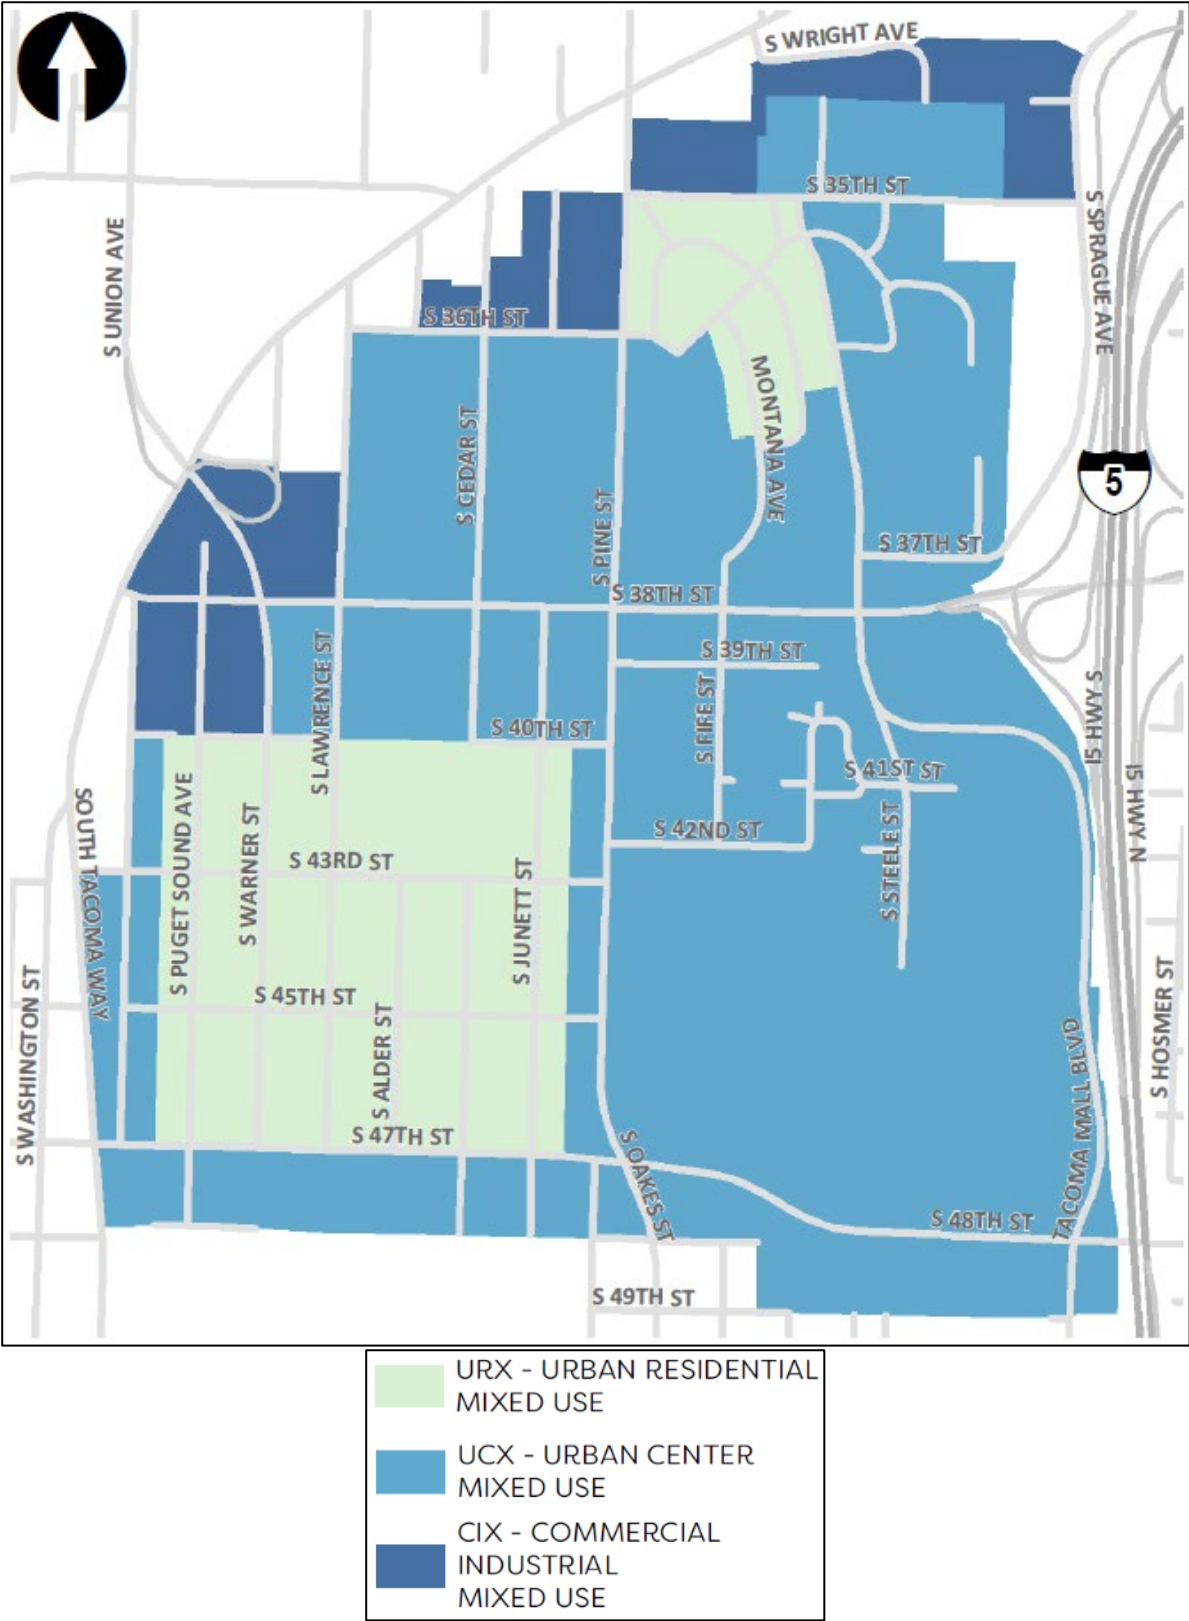 S WRIGHT AVE
S 35TH ST
S SPRAGUE AVE
S UNION AVE
S 36TH ST
MONTANA AVE
S CEDAR ST
5
S PINE ST
S 37TH ST
S 38TH ST
S 39TH ST
S LAWRENCE ST
S FIFE ST
I5 HWY S
S 40TH ST
S 41ST ST
I5 HWY N
SOUTH TACOMA WAY
S PUGET SOUND AVE
S WARNER ST
S 42ND ST
S STEELE ST
S 43RD ST
S JUNETT ST
S WASHINGTON ST
S 45TH ST
S ALDER ST
S HOSMER ST
TACOMA MALL BLVD
S 47TH ST
S OAKES ST
S 48TH ST
S 49TH ST
URX - URBAN RESIDENTIAL
MIXED USE
UCX - URBAN CENTER
MIXED USE
CIX - COMMERCIAL
INDUSTRIAL
MIXED USE